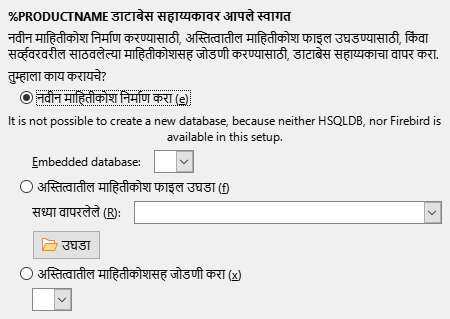 %PRODUCTNAME डाटाबेस सहाय्यकावर आपले स्वागत
नवीन माहितीकोश निर्माण करण्यासाठी, अस्तित्वातील माहितीकोश फाइल उघडण्यासाठी, किंवा
सर्व्हरवरील साठवलेल्या माहितीकोशसह जोडणी करण्यासाठी, डाटाबेस सहाय्यकाचा वापर करा.
तुम्हाला काय करायचे?
नवीन माहितीकोश निर्माण करा (e)
It is not possible to create a new database, because neither HSQLDB, nor Firebird is
available in this setup.
Embedded database:
अस्तित्वातील माहितीकोश फाइल उघडा (f)
सध्या वापरलेले (R):
उघडा
अस्तित्वातील माहितीकोशसह जोडणी करा (x)